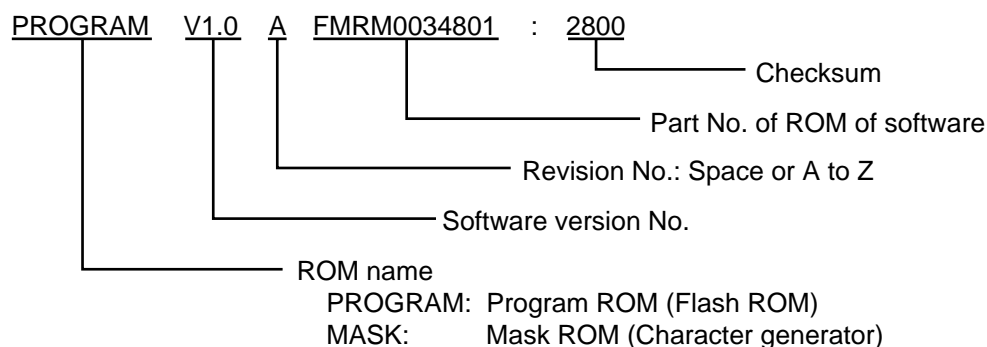 PROGRAM V1.0 A FMRM0034801 : 2800
Checksum
Part No. of ROM of software
Revision No.: Space or A to Z
Software version No.
ROM name
PROGRAM: Program ROM (Flash ROM)
MASK: Mask ROM (Character generator)